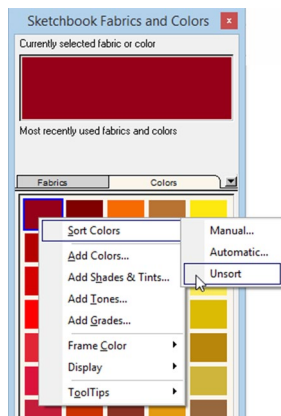 Sketchbook Fabrics and Colors x
Currently selected fabric or color
Most recently used fabrics and colors
Fabrics Colors
Sort Colors
Manual...
Automatic...
Unsort
Add Colors...
Add Shades & Tints...
Add Tones...
Add Grades...
Frame Color
Display
ToolTips